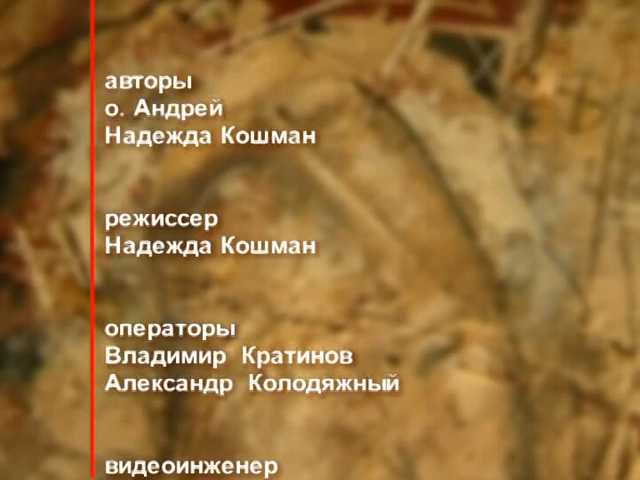 авторы
о. Андрей
Надежда Кошман
режиссер
Надежда Кошман
операторы
Владимир Кратинов
Александр Колодяжный
видеоинженер